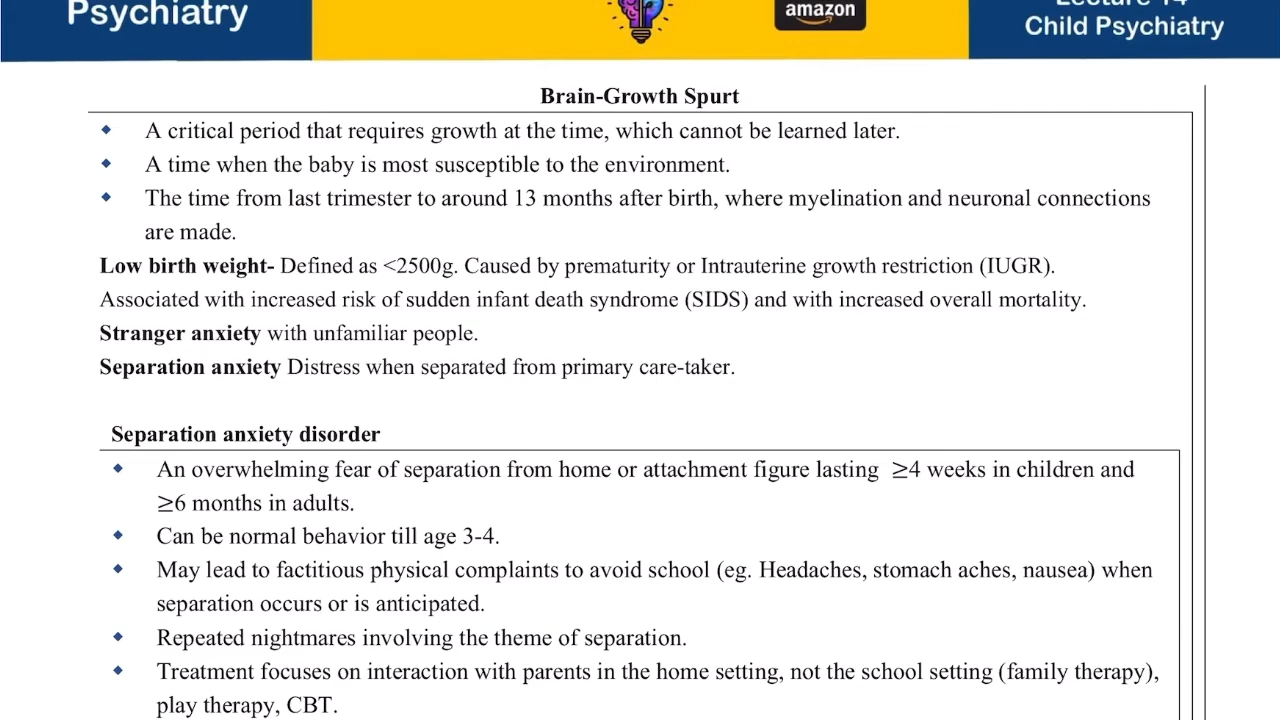 Psychiatry
amazon
Lecture 14
Child Psychiatry
Brain-Growth Spurt
A critical period that requires growth at the time, which cannot be learned later.
A time when the baby is most susceptible to the environment.
The time from last trimester to around 13 months after birth, where myelination and neuronal connections
are made.
Low birth weight- Defined as <2500g. Caused by prematurity or Intrauterine growth restriction (IUGR).
Associated with increased risk of sudden infant death syndrome (SIDS) and with increased overall mortality.
Stranger anxiety with unfamiliar people.
Separation anxiety Distress when separated from primary care-taker.
Separation anxiety disorder
An overwhelming fear of separation from home or attachment figure lasting ≥4 weeks in children and
≥6 months in adults.
Can be normal behavior till age 3-4.
May lead to factitious physical complaints to avoid school (eg. Headaches, stomach aches, nausea) when
separation occurs or is anticipated.
Repeated nightmares involving the theme of separation.
Treatment focuses on interaction with parents in the home setting, not the school setting (family therapy),
play therapy, CBT.